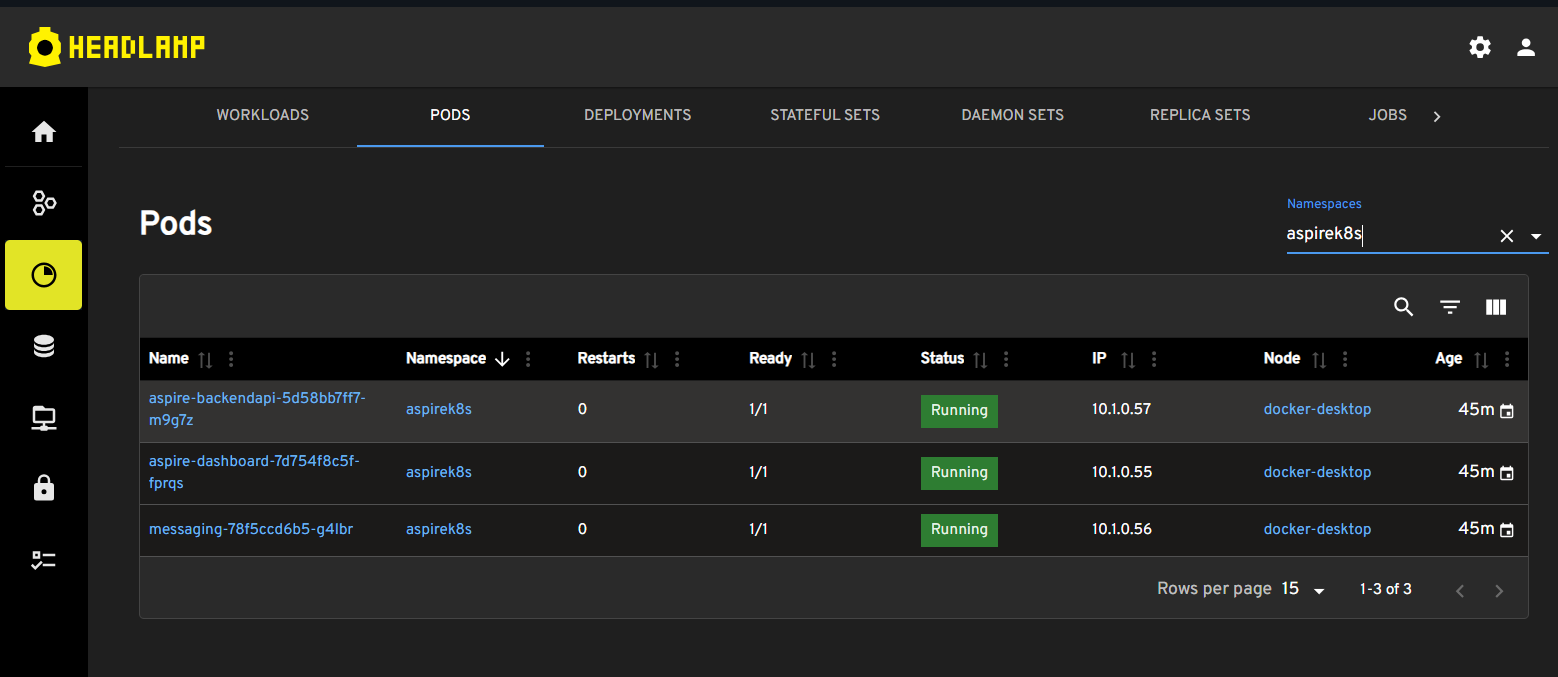 HEADLAMP
WORKLOADS PODS DEPLOYMENTS STATEFUL SETS DAEMON SETS REPLICA SETS JOBS
Pods
Namespaces
aspirek8s
Name Namespace Restarts Ready Status IP Node Age
aspire-backendapi-5d58bb7ff7-
m9g7z
aspirek8s 0 1/1 Running 10.1.0.57 docker-desktop 45m
aspire-dashboard-7d754f8c5f-
fprqs
aspirek8s 0 1/1 Running 10.1.0.55 docker-desktop 45m
messaging-78f5ccd6b5-g4lbr aspirek8s 0 1/1 Running 10.1.0.56 docker-desktop 45m
Rows per page 15 1-3 of 3